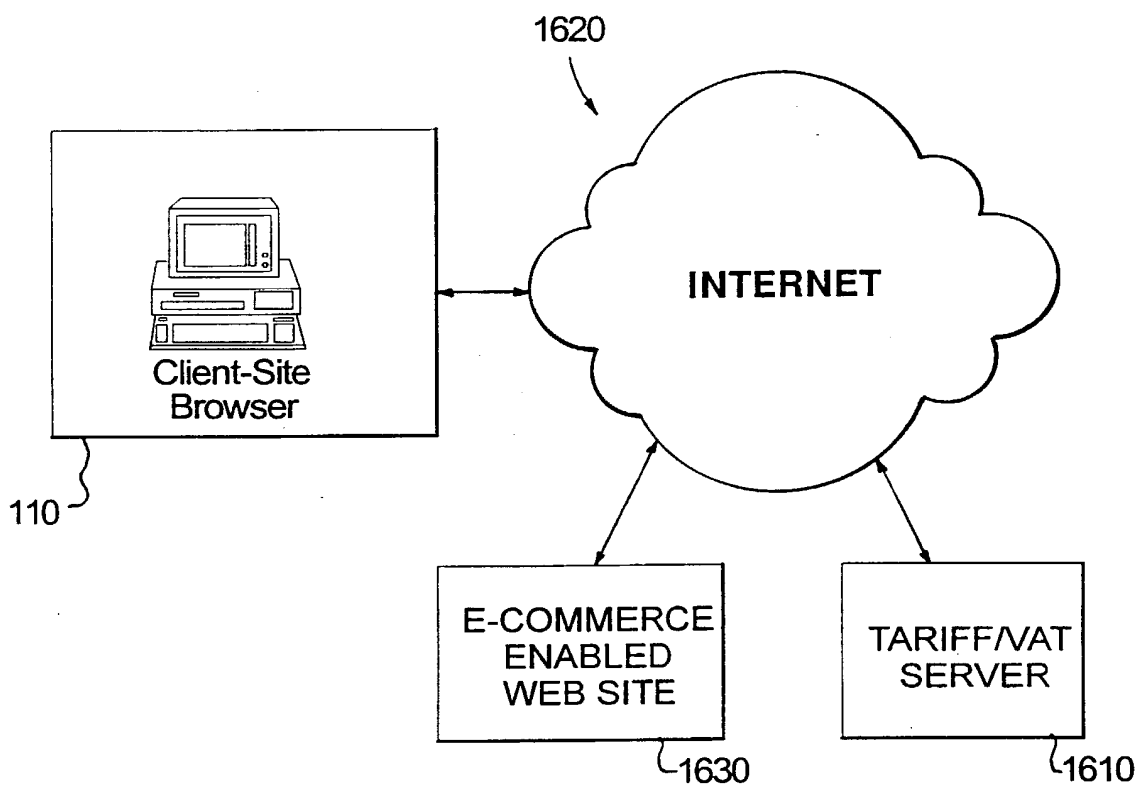 1620
INTERNET
Client-Site
Browser
110
E-COMMERCE
ENABLED
WEB SITE
1630
TARIFF/VAT
SERVER
1610